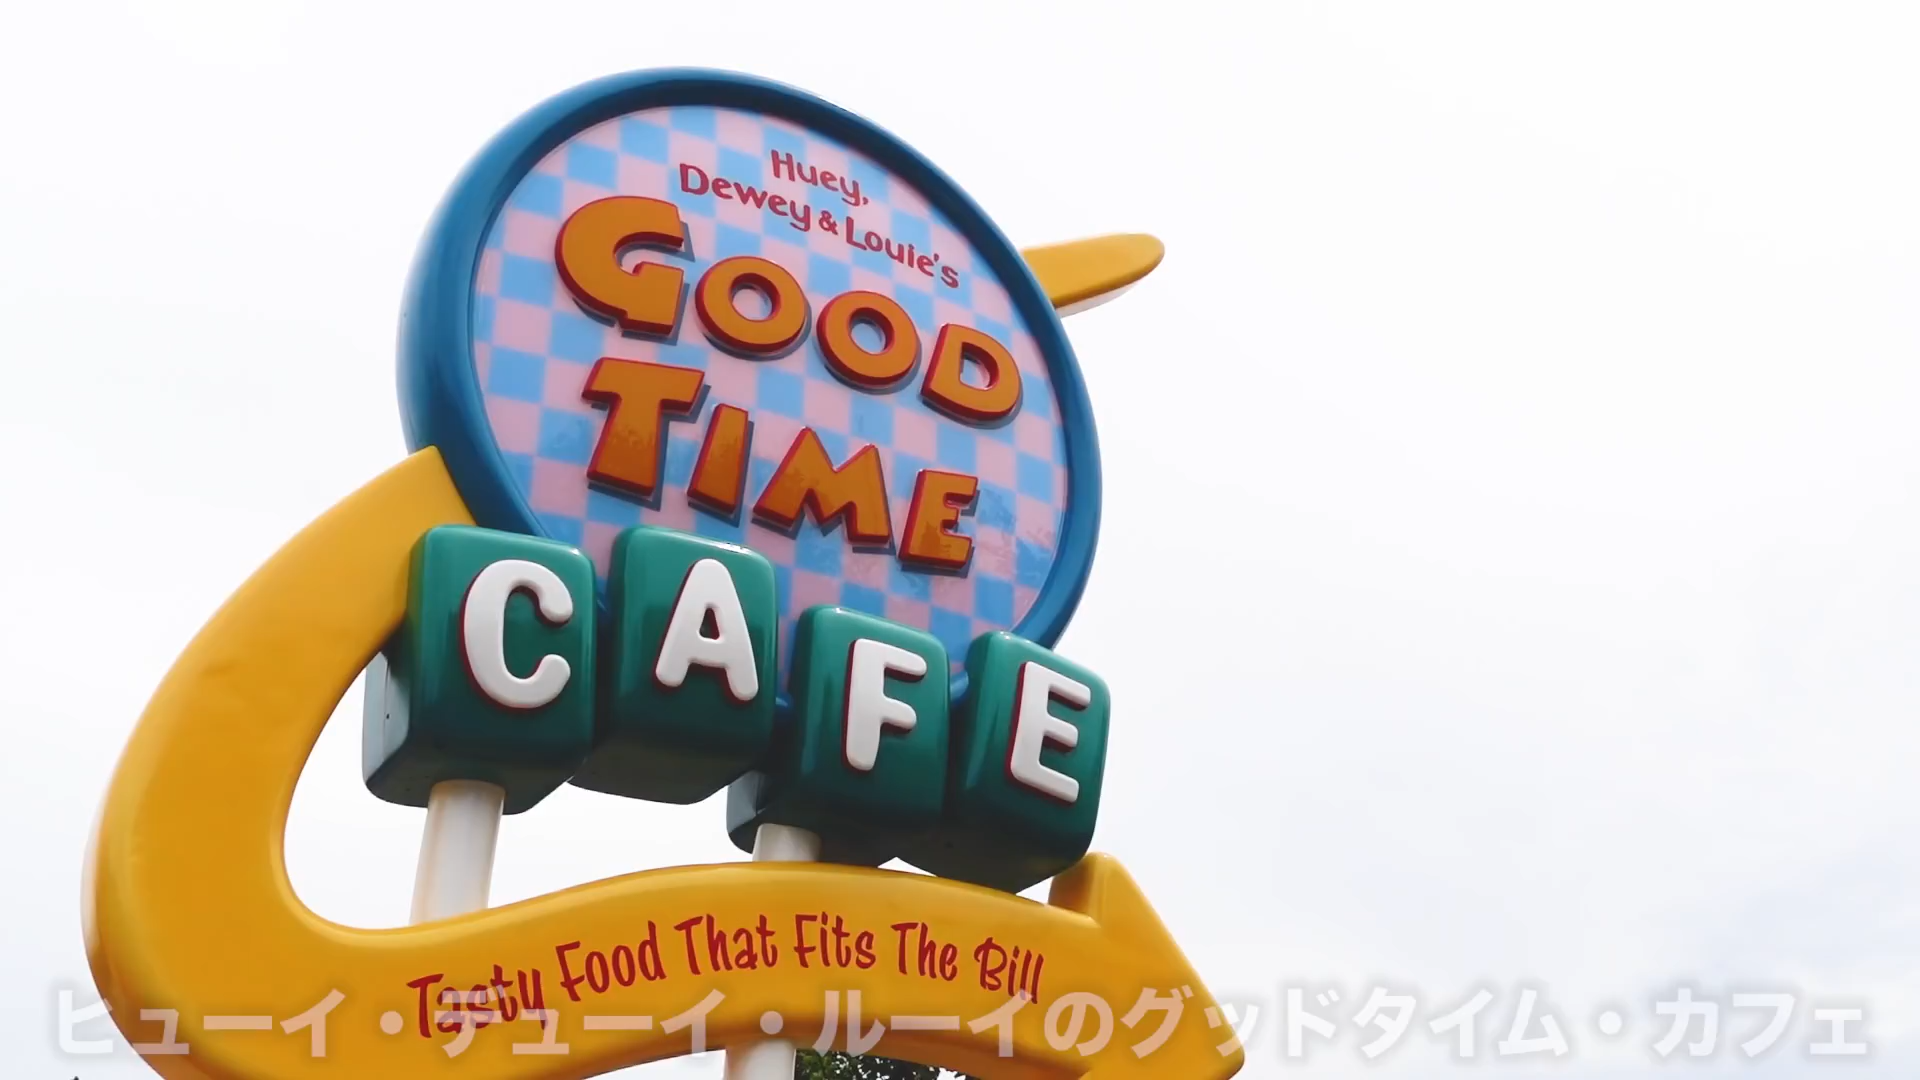 Huey,
Dewey & Louie's
GOOD
TIME
CAFE
Tasty Food That Fits The Bill
ヒューイ・デューイ・ルーイのグッドタイム・カフェ